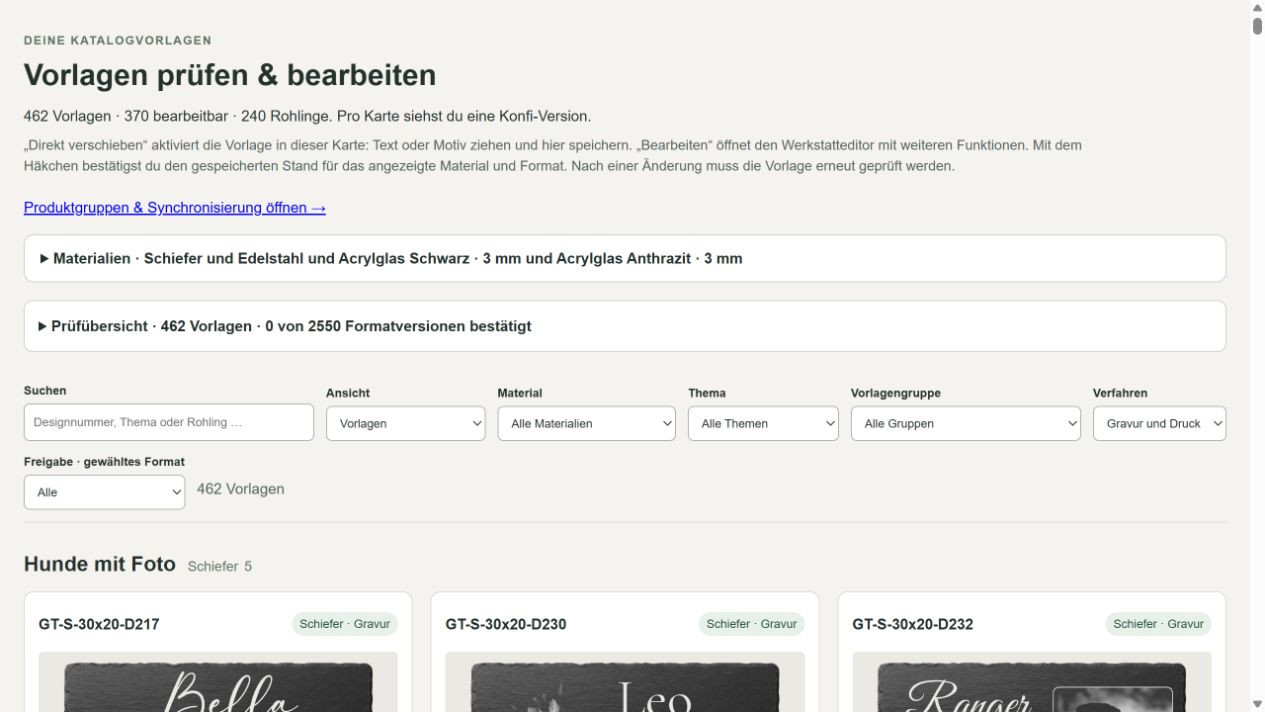 DEINE KATALOGVORLAGEN
Vorlagen prüfen & bearbeiten
462 Vorlagen · 370 bearbeitbar · 240 Rohlinge. Pro Karte siehst du eine Konfi-Version.
„Direkt verschieben“ aktiviert die Vorlage in dieser Karte: Text oder Motiv ziehen und hier speichern. „Bearbeiten“ öffnet den Werkstatteditor mit weiteren Funktionen. Mit dem
Häkchen bestätigst du den gespeicherten Stand für das angezeigte Material und Format. Nach einer Änderung muss die Vorlage erneut geprüft werden.
Produktgruppen & Synchronisierung öffnen →
▶ Materialien · Schiefer und Edelstahl und Acrylglas Schwarz · 3 mm und Acrylglas Anthrazit · 3 mm
▶ Prüfübersicht · 462 Vorlagen · 0 von 2550 Formatversionen bestätigt
Suchen Ansicht Material Thema Vorlagengruppe Verfahren
Designnummer, Thema oder Rohling … Vorlagen Alle Materialien Alle Themen Alle Gruppen Gravur und Druck
Freigabe · gewähltes Format
Alle 462 Vorlagen
Hunde mit Foto Schiefer 5
GT-S-30x20-D217 Schiefer · Gravur GT-S-30x20-D230 Schiefer · Gravur GT-S-30x20-D232 Schiefer · Gravur
Bella Leo Ranger